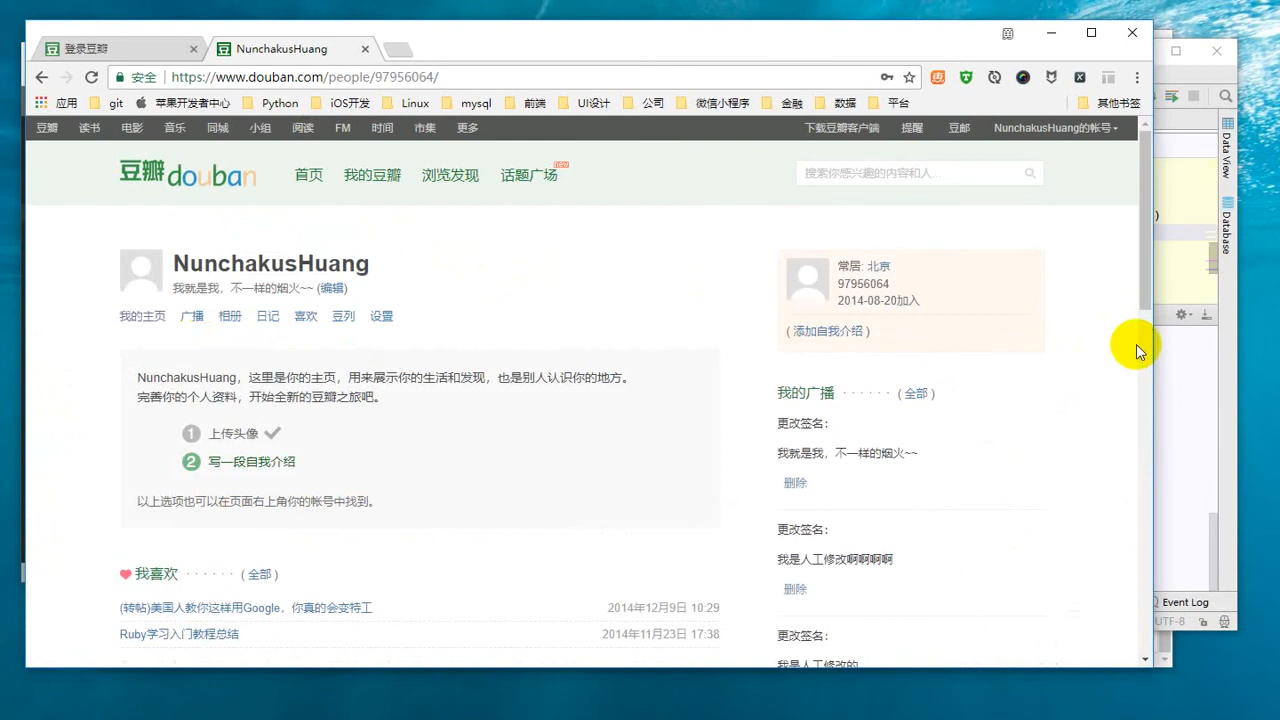 登录豆瓣
NunchakusHuang
安全
https://www.douban.com/people/97956064/
应用 git 苹果开发者中心 Python iOS开发 Linux mysql 前端 UI设计 公司 微信小程序 金融 数据 平台 其他书签
豆瓣 读书 电影 音乐 同城 小组 阅读 FM 时间 市集 更多
下载豆瓣客户端 提醒 豆邮 NunchakusHuang的帐号
豆瓣douban
首页 我的豆瓣 浏览发现 话题广场 new
搜索你感兴趣的内容和人...
NunchakusHuang
我就是我，不一样的烟火~~ (编辑)
我的主页 广播 相册 日记 喜欢 豆列 设置
NunchakusHuang，这里是你的主页，用来展示你的生活和发现，也是别人认识你的地方。
完善你的个人资料，开始全新的豆瓣之旅吧。
1 上传头像
2 写一段自我介绍
以上选项也可以在页面右上角你的帐号中找到。
我喜欢 · · · · · · ( 全部 )
(转帖)美国人教你这样用Google，你真的会变特工 2014年12月9日 10:29
Ruby学习入门教程总结 2014年11月23日 17:38
常居: 北京
97956064
2014-08-20加入
( 添加自我介绍 )
我的广播 · · · · · · ( 全部 )
更改签名：
我就是我，不一样的烟火~~
删除
更改签名：
我是人工修改啊啊啊啊
删除
更改签名：
我是人工修改的
Data View
)
Database
Event Log
UTF-8